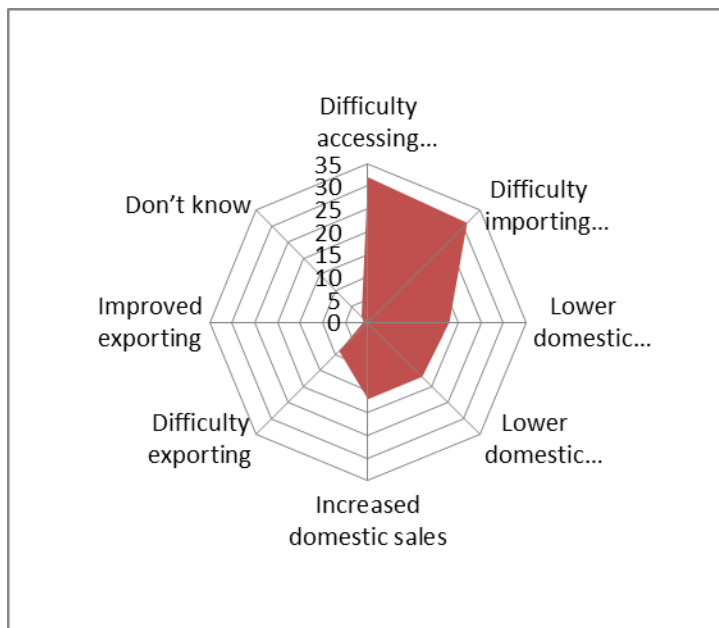 Difficulty
accessing...
35
30
25
20
15
10
5
0
Difficulty
importing...
Lower
domestic...
Lower
domestic...
Increased
domestic sales
Difficulty
exporting
Improved
exporting
Don’t know